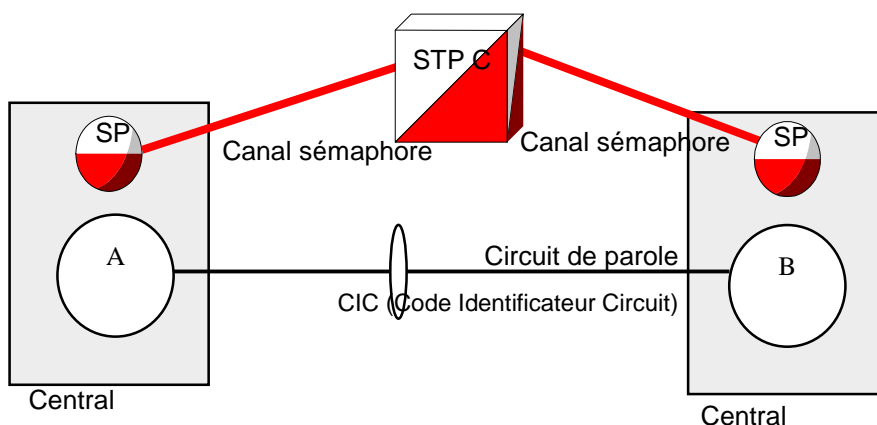 STP C
SP
Canal sémaphore
Canal sémaphore
SP
A
Circuit de parole
B
CIC (Code Identificateur Circuit)
Central
Central